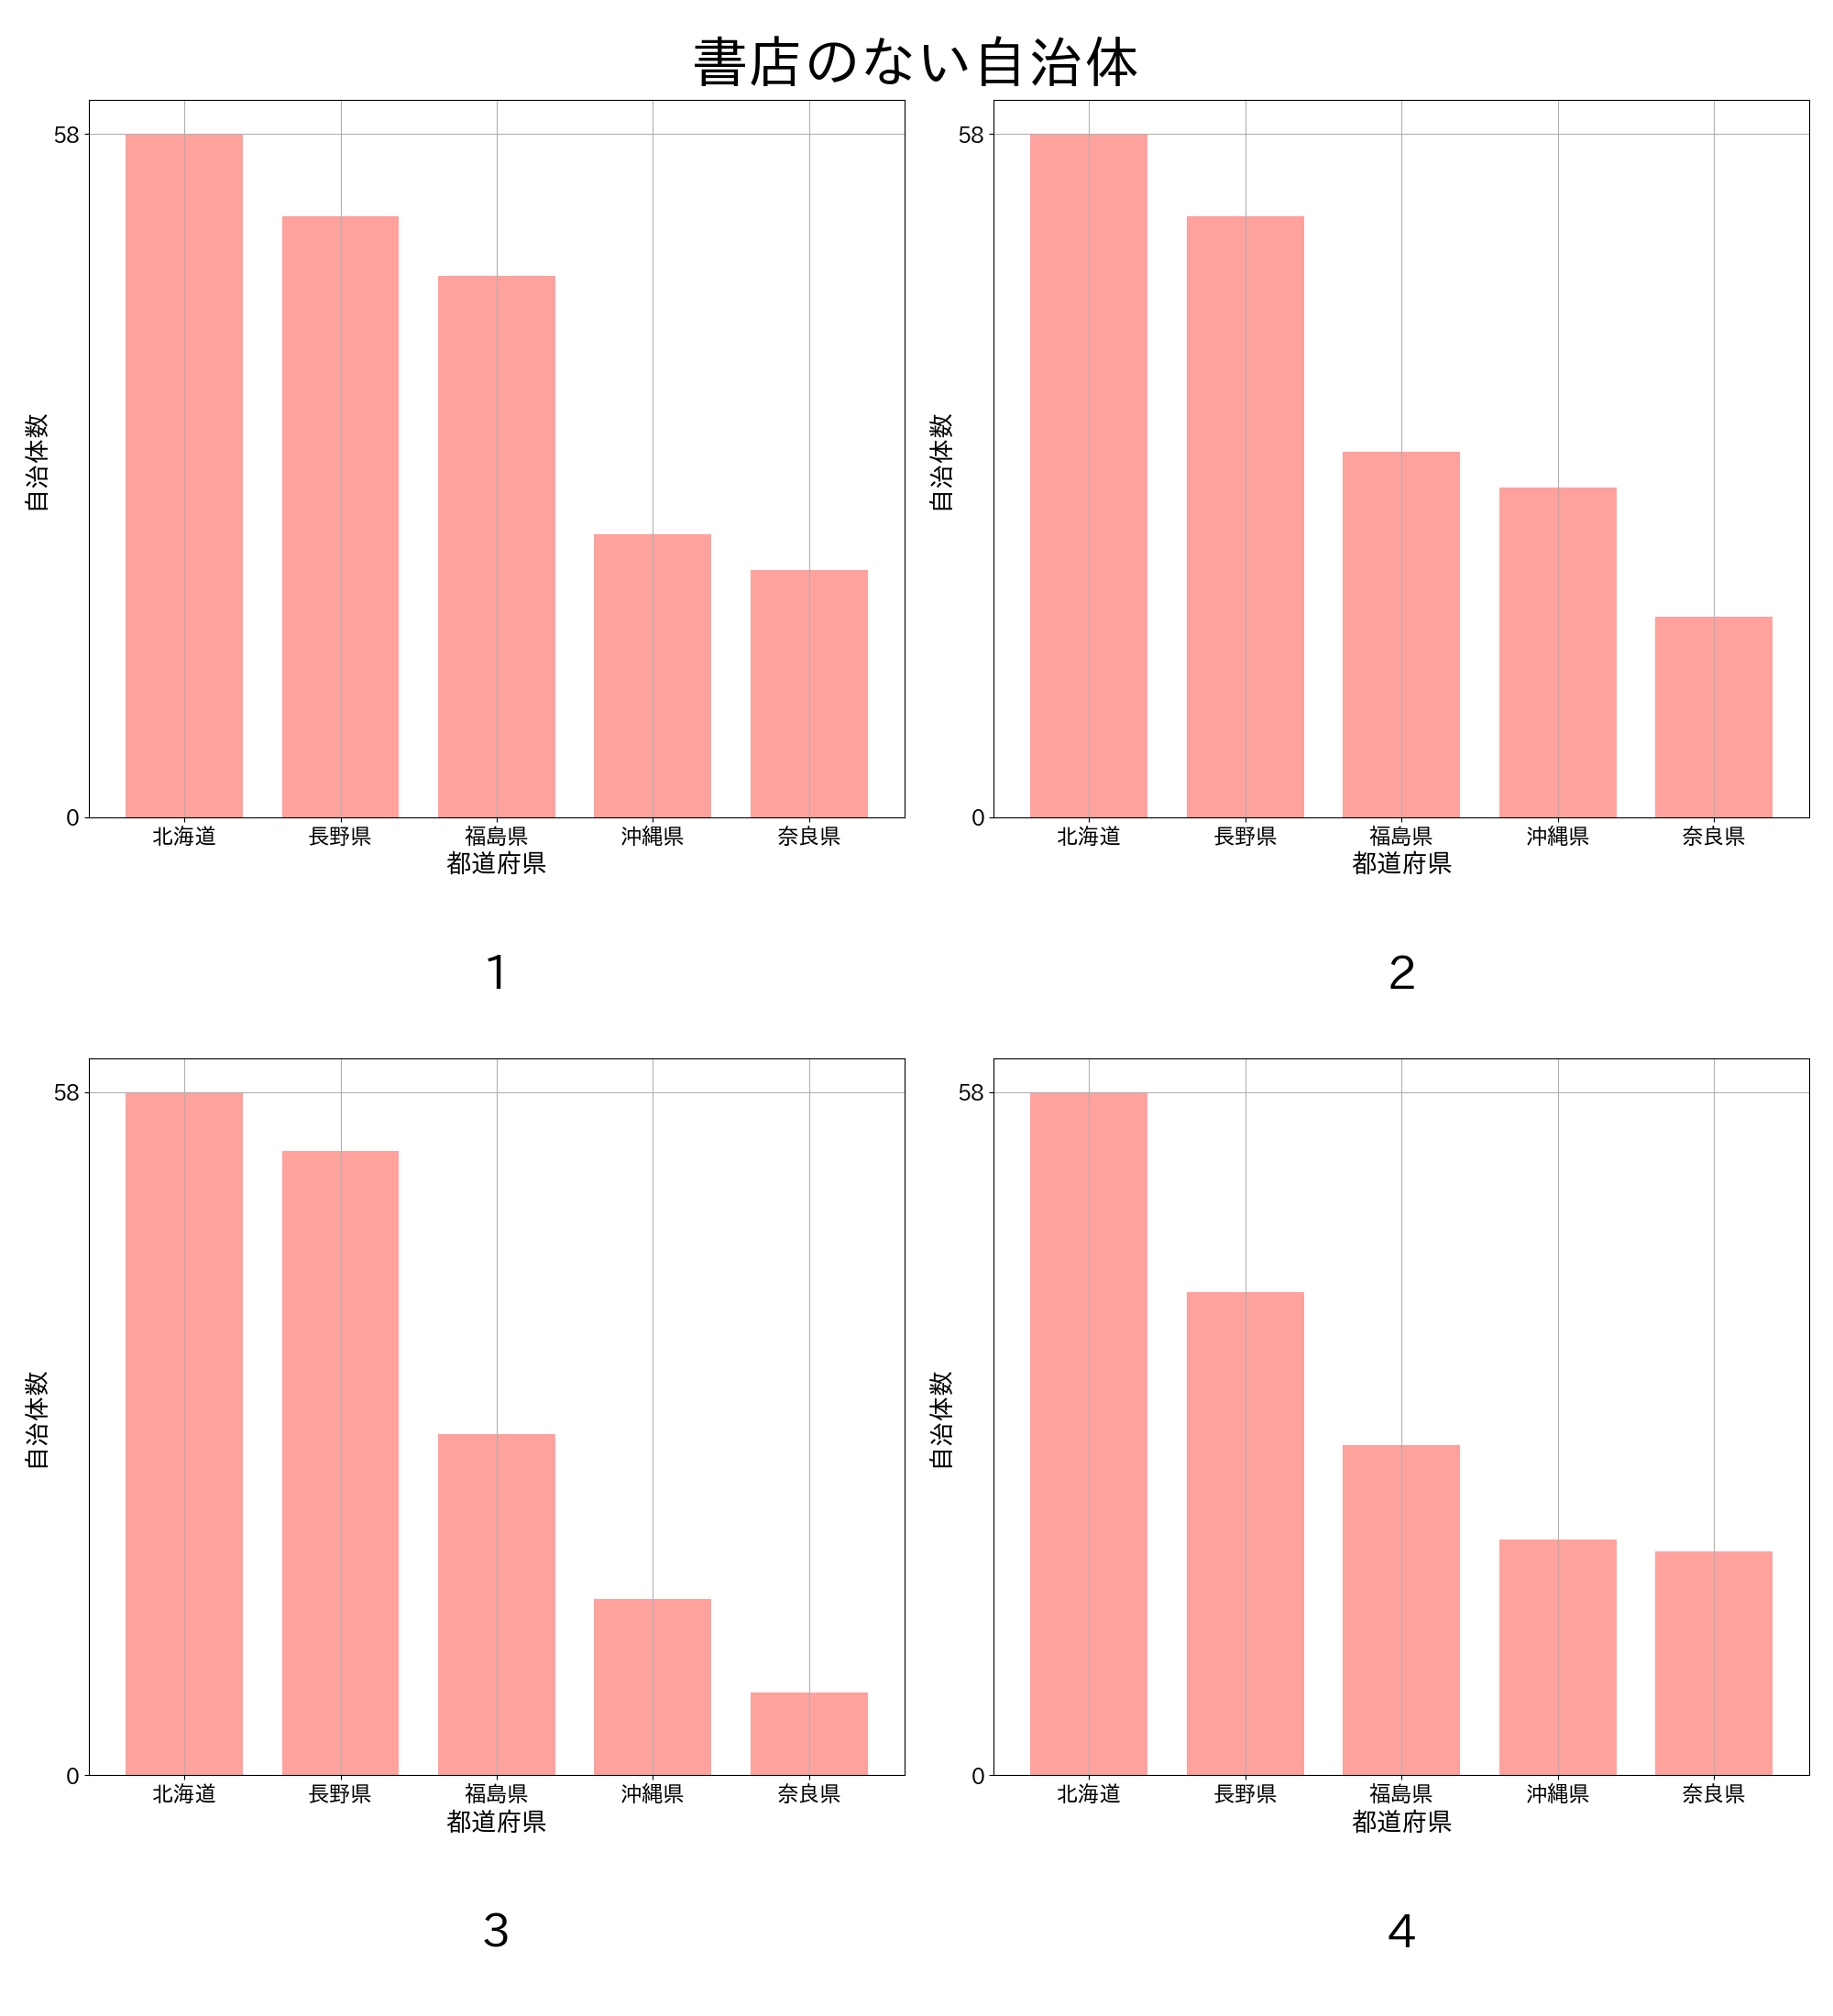 書店のない自治体
58
0
自治体数
北海道 長野県 福島県 沖縄県 奈良県
都道府県
1
58
0
自治体数
北海道 長野県 福島県 沖縄県 奈良県
都道府県
2
58
0
自治体数
北海道 長野県 福島県 沖縄県 奈良県
都道府県
3
58
0
自治体数
北海道 長野県 福島県 沖縄県 奈良県
都道府県
4